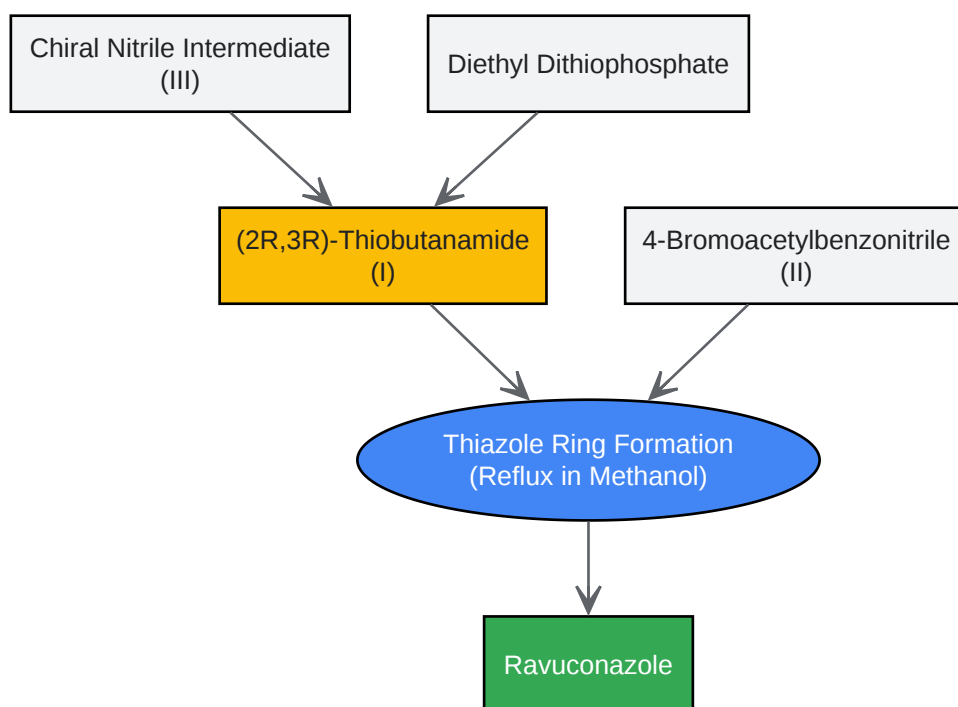 Chiral Nitrile Intermediate
(III)
Diethyl Dithiophosphate
(2R,3R)-Thiobutanamide
(I)
4-Bromoacetylbenzonitrile
(II)
Thiazole Ring Formation
(Reflux in Methanol)
Ravuconazole